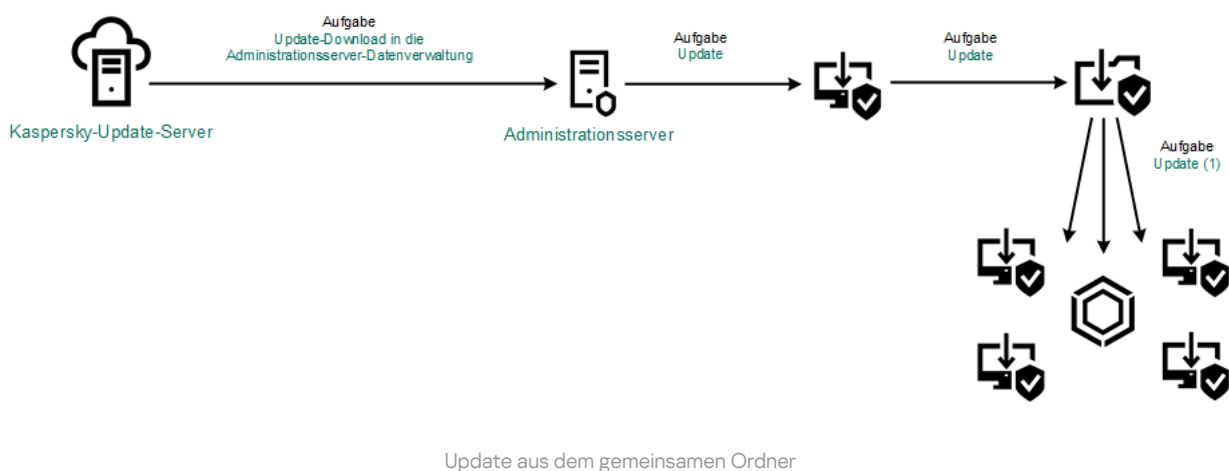 Aufgabe
Update-Download in die
Administrationsserver-Datenverwaltung
Kaspersky-Update-Server
Administrationsserver
Aufgabe
Update
Aufgabe
Update
Aufgabe
Update (1)
Update aus dem gemeinsamen Ordner